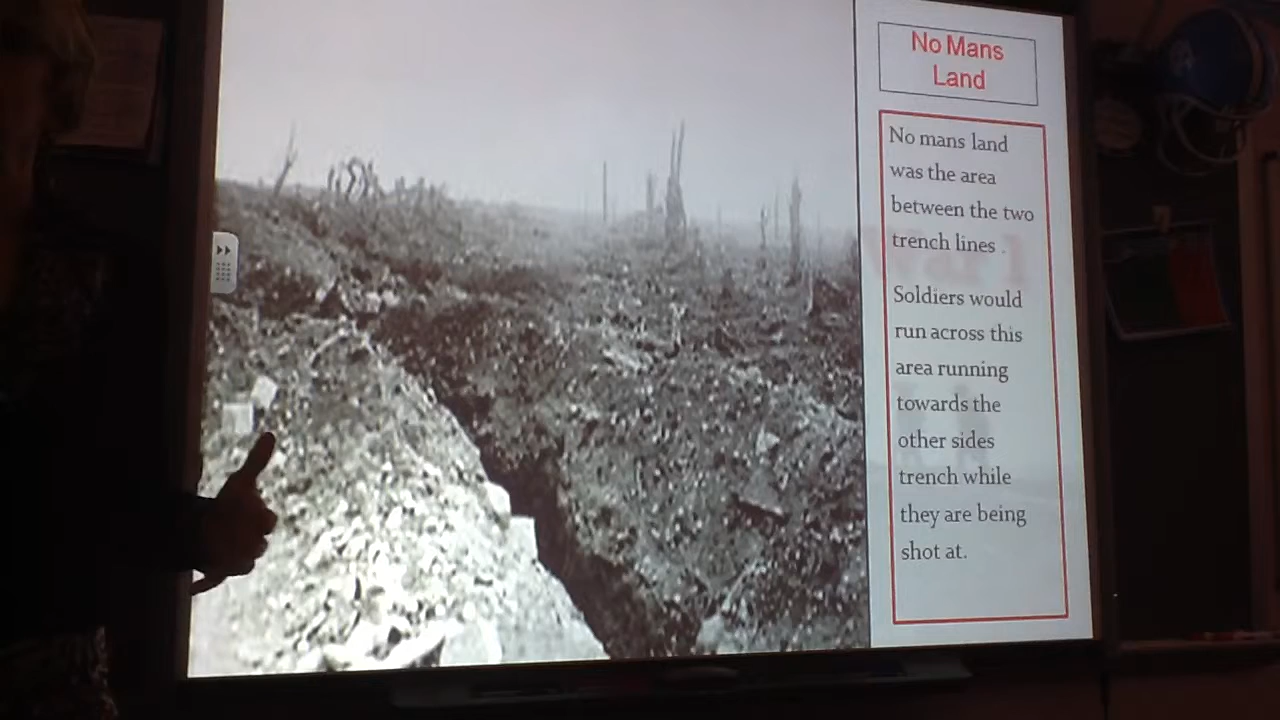 No Mans
Land
No mans land
was the area
between the two
trench lines .
Soldiers would
run across this
area running
towards the
other sides
trench while
they are being
shot at.